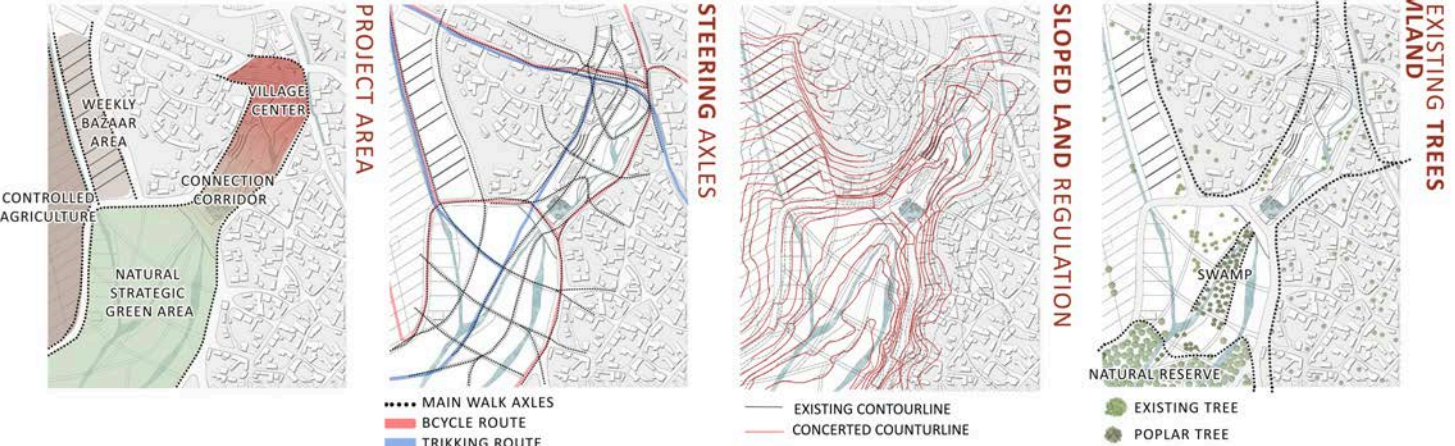 WEEKLY
BAZAAR
AREA
VILLAGE
CENTER
CONTROLLED
AGRICULTURE
CONNECTION
CORRIDOR
NATURAL
STRATEGIC
GREEN AREA
PROJECT AREA
STEERING AXLES
MAIN WALK AXLES
BCYCLE ROUTE
TRIKKING ROUTE
SLOPED LAND REGULATION
EXISTING CONTOURLINE
CONCERTED COUNTURLINE
EXISTING TREES
MLAND
SWAMP
NATURAL RESERVE
EXISTING TREE
POPLAR TREE